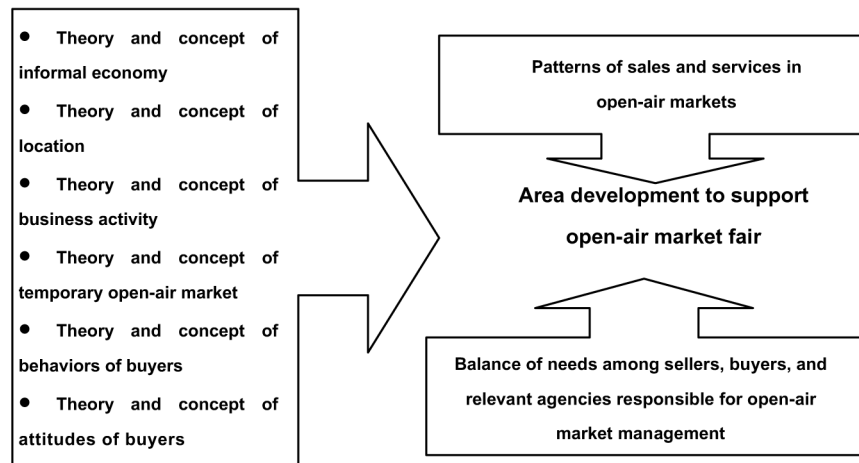 ● Theory and concept of
informal economy
● Theory and concept of
location
● Theory and concept of
business activity
● Theory and concept of
temporary open-air market
● Theory and concept of
behaviors of buyers
● Theory and concept of
attitudes of buyers
Patterns of sales and services in
open-air markets
Area development to support
open-air market fair
Balance of needs among sellers, buyers, and
relevant agencies responsible for open-air
market management